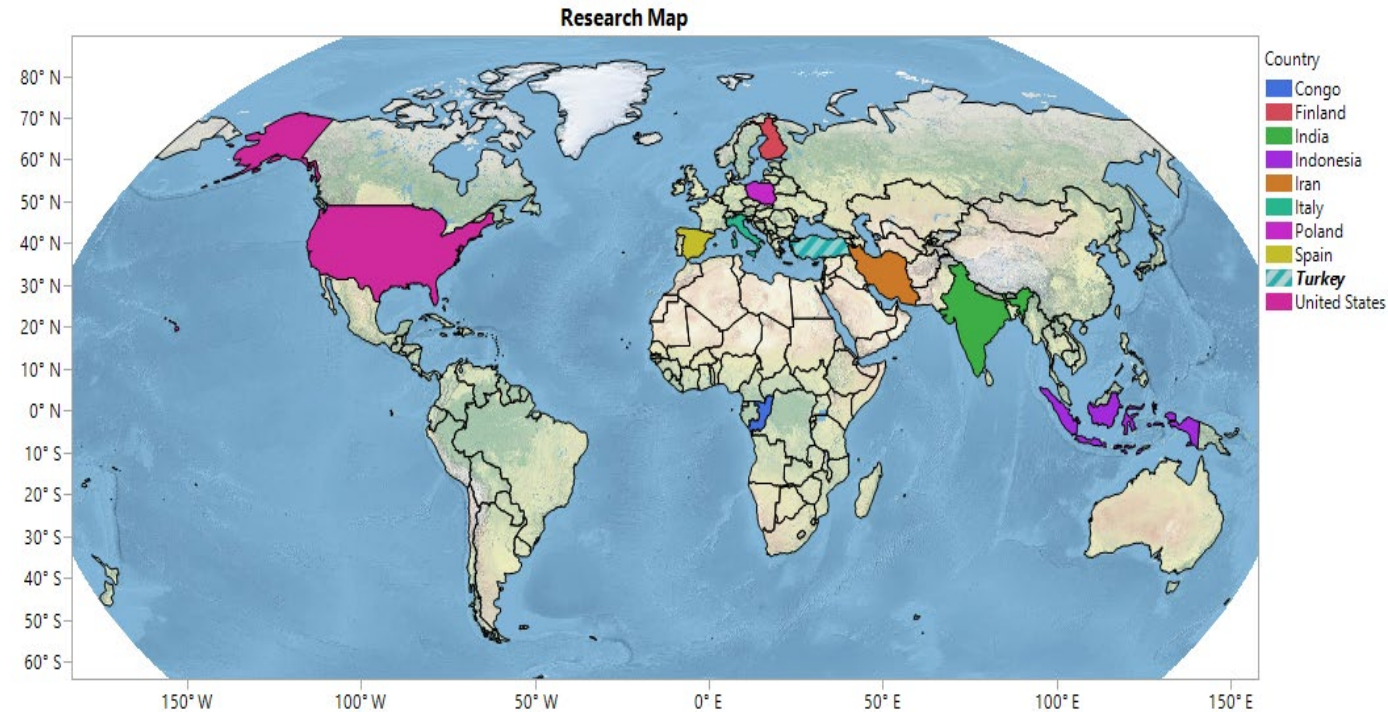 Research Map
80° N
70° N
60° N
50° N
40° N
30° N
20° N
10° N
0° N
10° S
20° S
30° S
40° S
50° S
60° S
150° W
100° W
50° W
0° E
50° E
100° E
150° E
Country
Congo
Finland
India
Indonesia
Iran
Italy
Poland
Spain
Turkey
United States